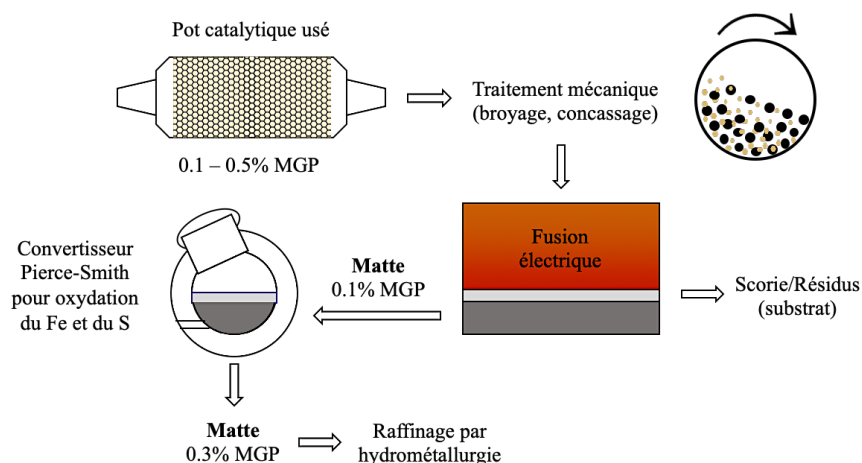 Pot catalytique usé
0.1 – 0.5% MGP
Traitement mécanique
(broyage, concassage)
Fusion
électrique
Scorie/Résidus
(substrat)
Matte
0.1% MGP
Convertisseur
Pierce-Smith
pour oxydation
du Fe et du S
Matte
0.3% MGP
Raffinage par
hydrométallurgie